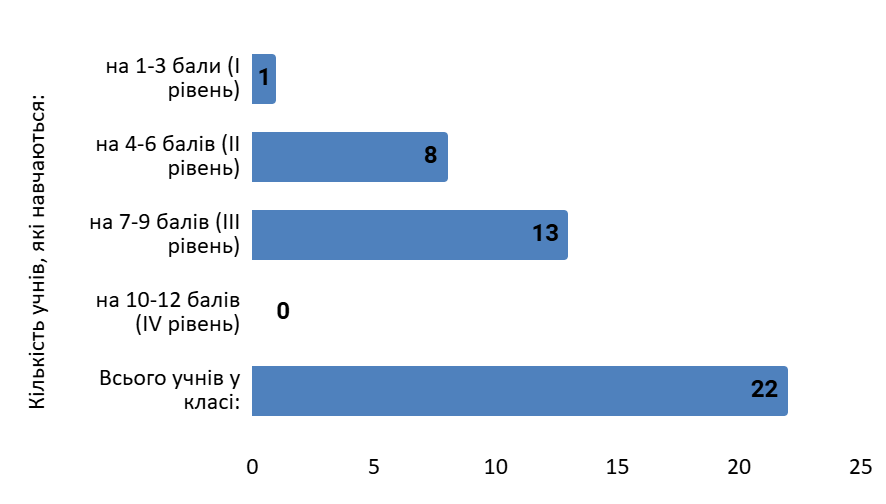 Кількість учнів, які навчаються:
на 1-3 бали (І
рівень)
1
на 4-6 балів (ІІ
рівень)
8
на 7-9 балів (ІІІ
рівень)
13
на 10-12 балів
(IV рівень)
0
Всього учнів у
класі:
22
0 5 10 15 20 25